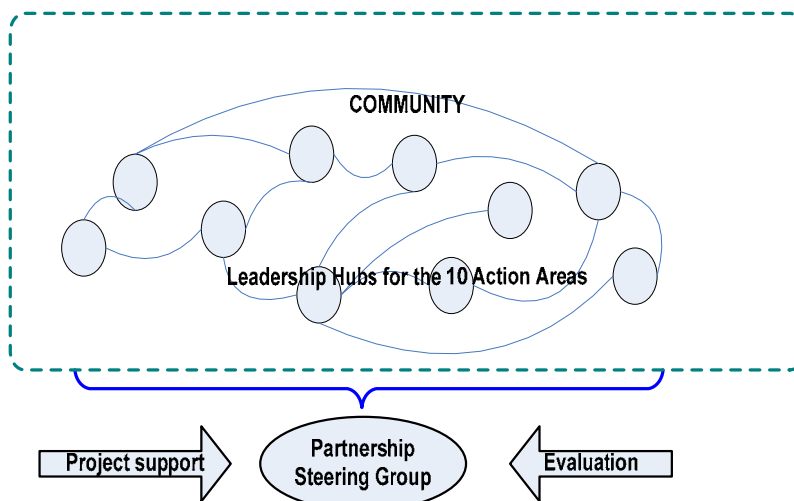 COMMUNITY
Leadership Hubs for the 10 Action Areas
Project support
Partnership
Steering Group
Evaluation